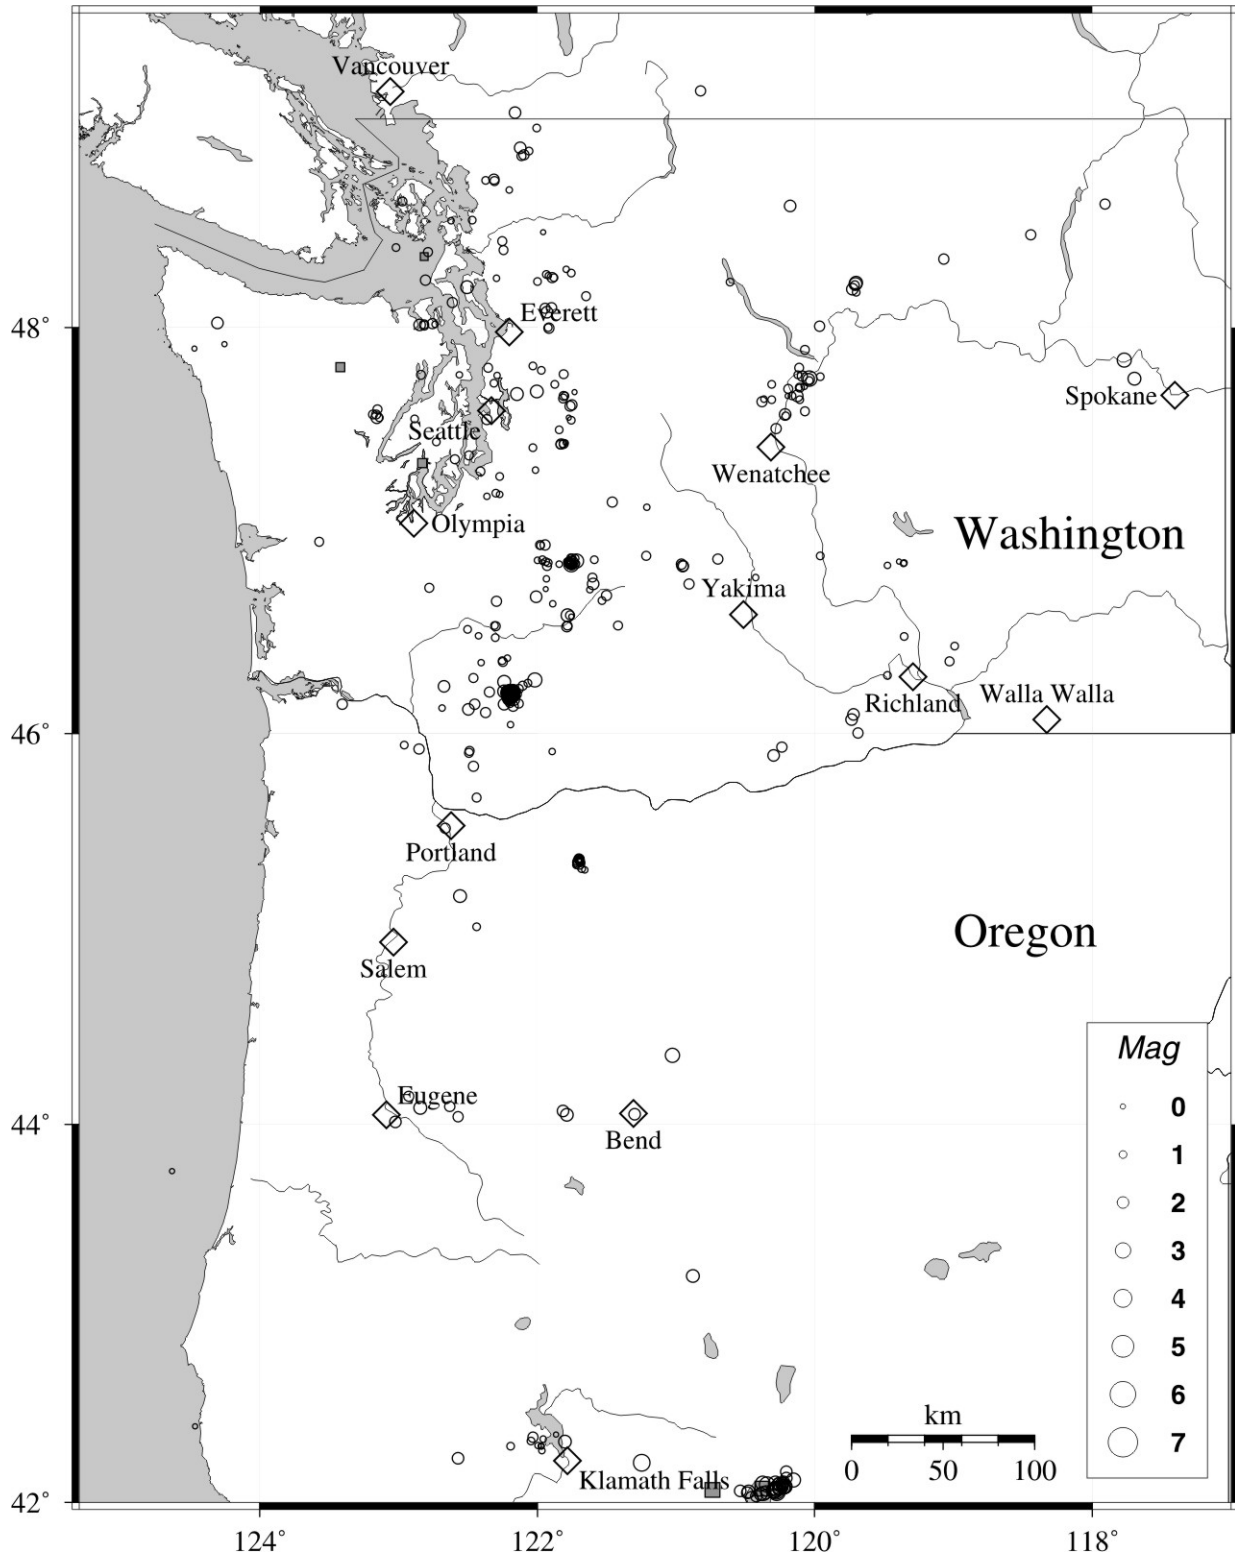 Vancouver
Everett
48°
Spokane
Seattle
Wenatchee
Olympia
Washington
Yakima
Richland
Walla Walla
46°
Portland
Oregon
Salem
Mag
Eugene
0
Bend
44°
1
2
3
4
5
6
km
7
Klamath Falls
0 50 100
42°
124° 122° 120° 118°